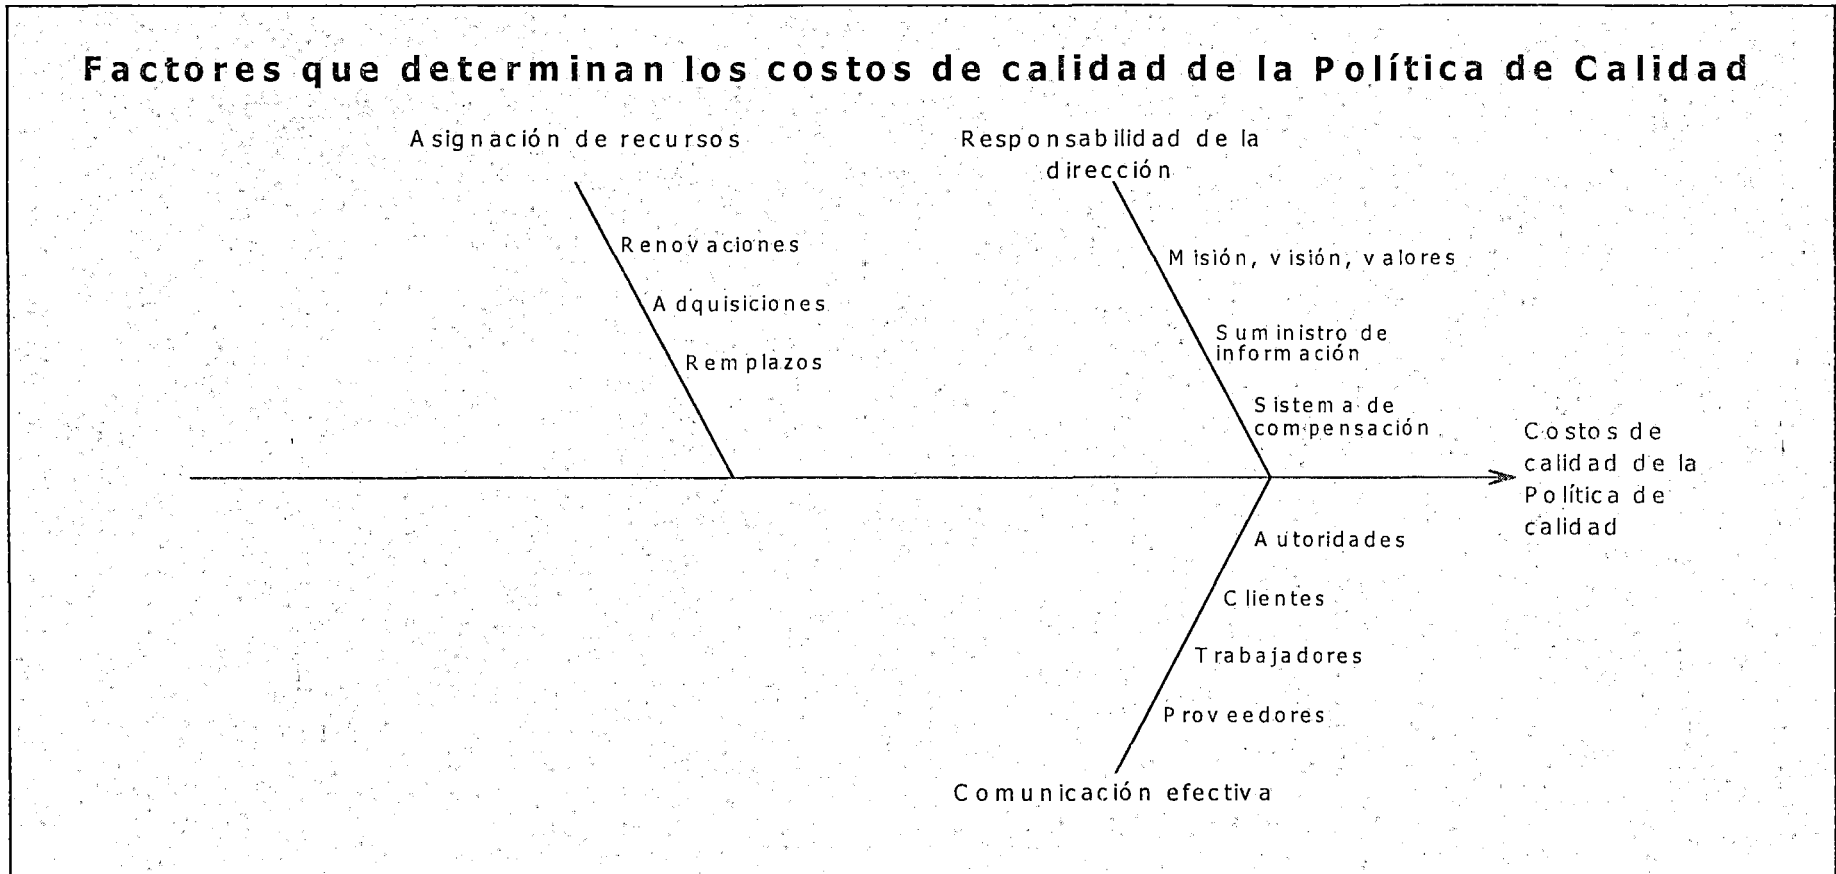 Factores que determinan los costos de calidad de la Política de Calidad
Asignación de recursos
Responsabilidad de la
dirección
Renovaciones
Adquisiciones
Remplazos
Misión, visión, valores
Suministro de
información
Sistema de
compensación
Costos de
calidad de la
Política de
calidad
Autoridades
Clientes
Trabajadores
Proveedores
Comunicación efectiva